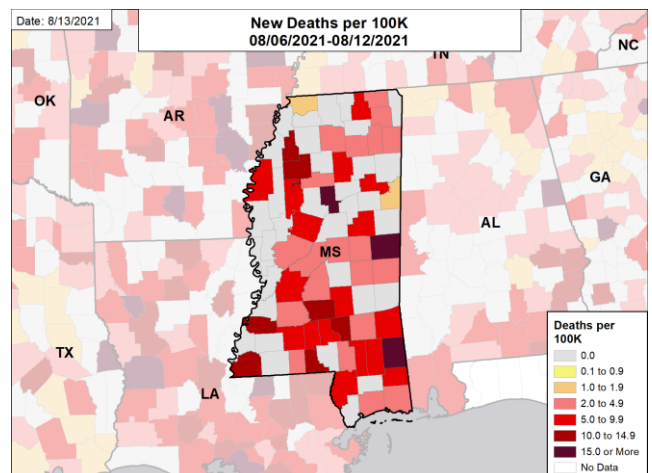 Date: 8/13/2021
New Deaths per 100K
08/06/2021-08/12/2021
TN
NC
OK
AR
GA
AL
MS
TX
LA
Deaths per
100K
0.0
0.1 to 0.9
1.0 to 1.9
2.0 to 4.9
5.0 to 9.9
10.0 to 14.9
15.0 or More
No Data